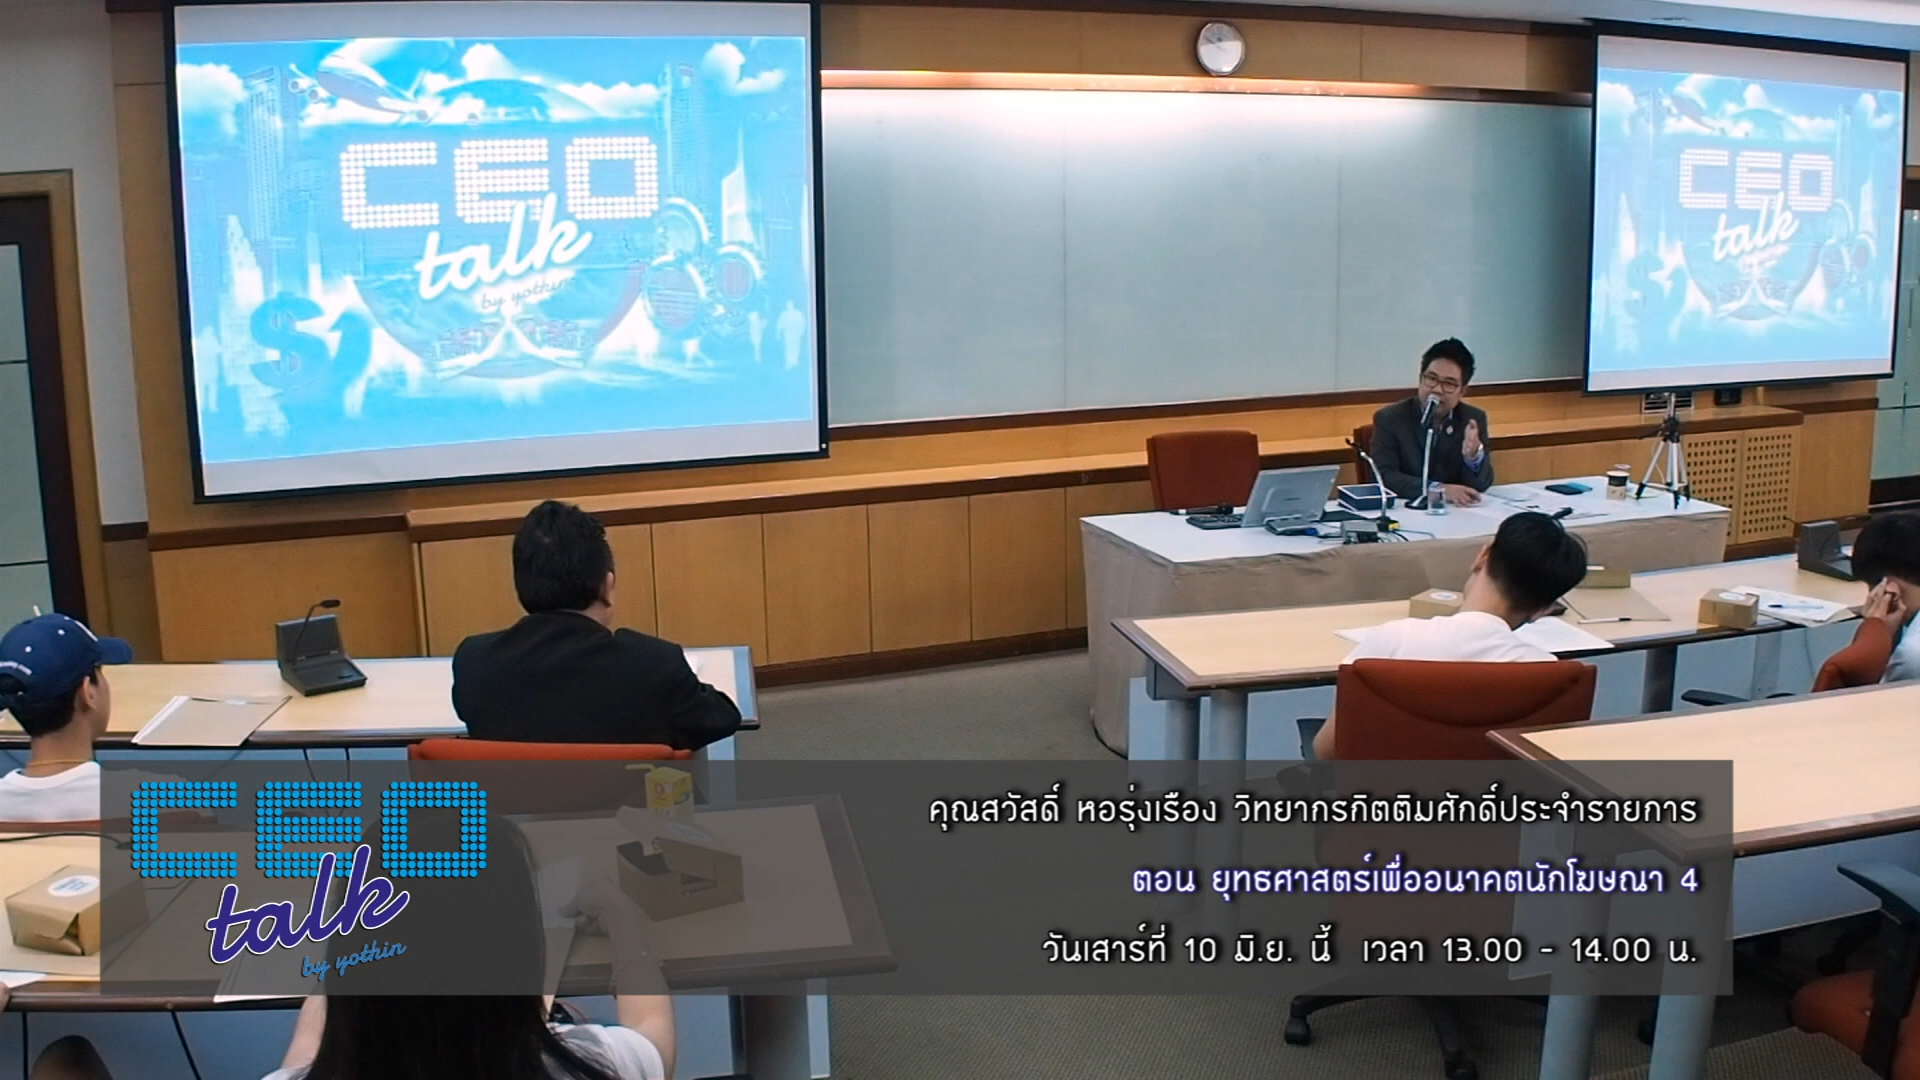 CEO
talk
by yothin
CEO
talk
CEO
talk
by yothin
คุณสวัสดิ์ หอรุ่งเรือง วิทยากรกิตติมศักดิ์ประจำรายการ
ตอน ยุทธศาสตร์เพื่ออนาคตนักโฆษณา 4
วันเสาร์ที่ 10 มิ.ย. นี้ เวลา 13.00 - 14.00 น.